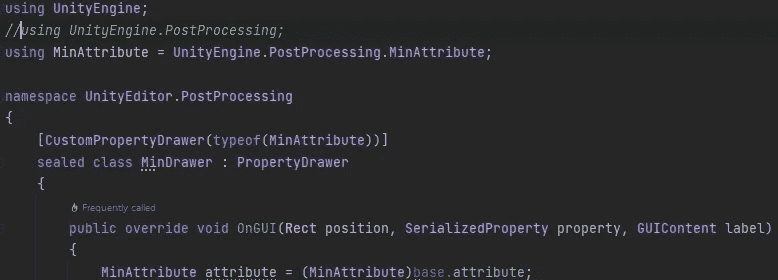 using UnityEngine;
//using UnityEngine.PostProcessing;
using MinAttribute = UnityEngine.PostProcessing.MinAttribute;
namespace UnityEditor.PostProcessing
{
[CustomPropertyDrawer(typeof(MinAttribute))]
sealed class MinDrawer : PropertyDrawer
{
Frequently called
public override void OnGUI(Rect position, SerializedProperty property, GUIContent label)
{
MinAttribute attribute = (MinAttribute)base.attribute;